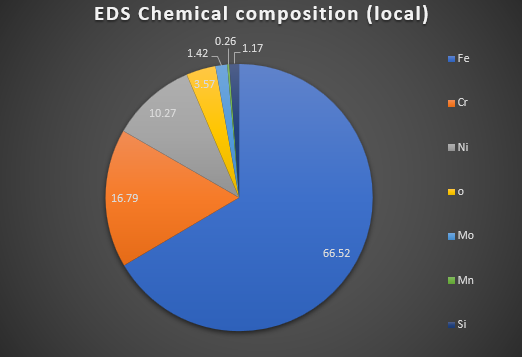 EDS Chemical composition (local)
0.26
1.42
1.17
3.57
10.27
16.79
66.52
Fe
Cr
Ni
o
Mo
Mn
Si